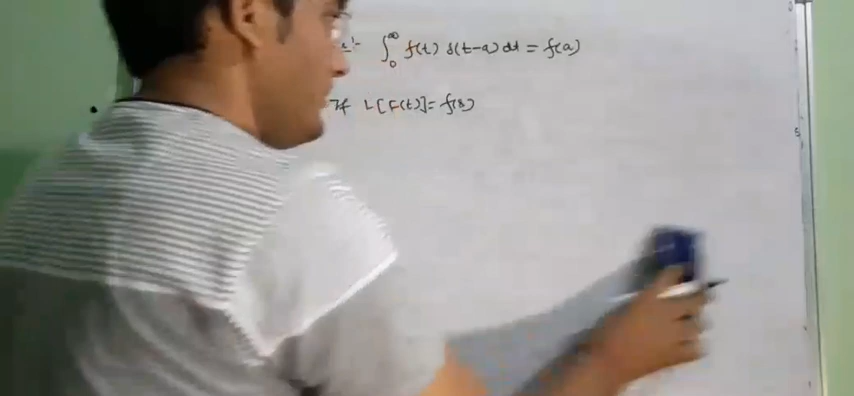 ∫₀^∞ f(t) δ(t-a) dt = f(a)
If L[F(t)] = f(s)